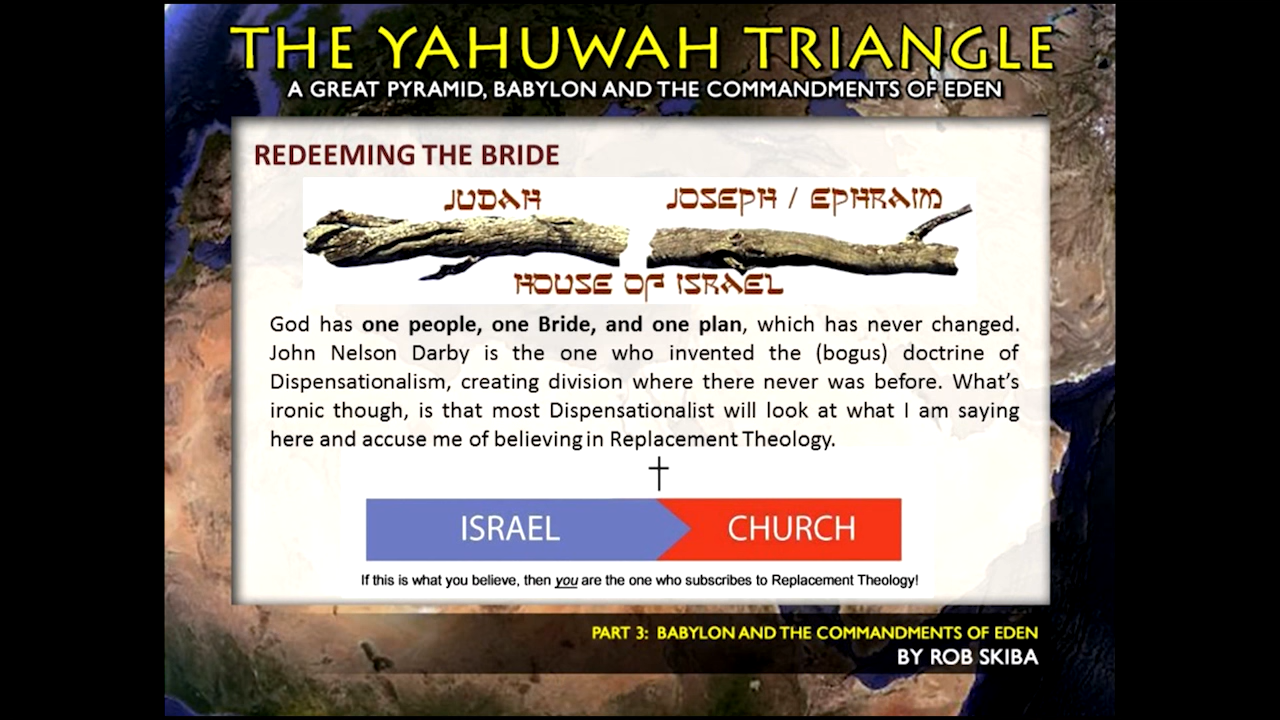 THE YAHUWAH TRIANGLE
A GREAT PYRAMID, BABYLON AND THE COMMANDMENTS OF EDEN
REDEEMING THE BRIDE
JUDAH
JOSEPH / EPHRAIM
HOUSE OF ISRAEL
God has one people, one Bride, and one plan, which has never changed.
John Nelson Darby is the one who invented the (bogus) doctrine of
Dispensationalism, creating division where there never was before. What's
ironic though, is that most Dispensationalist will look at what I am saying
here and accuse me of believing in Replacement Theology.
ISRAEL
CHURCH
If this is what you believe, then you are the one who subscribes to Replacement Theology!
PART 3: BABYLON AND THE COMMANDMENTS OF EDEN
BY ROB SKIBA